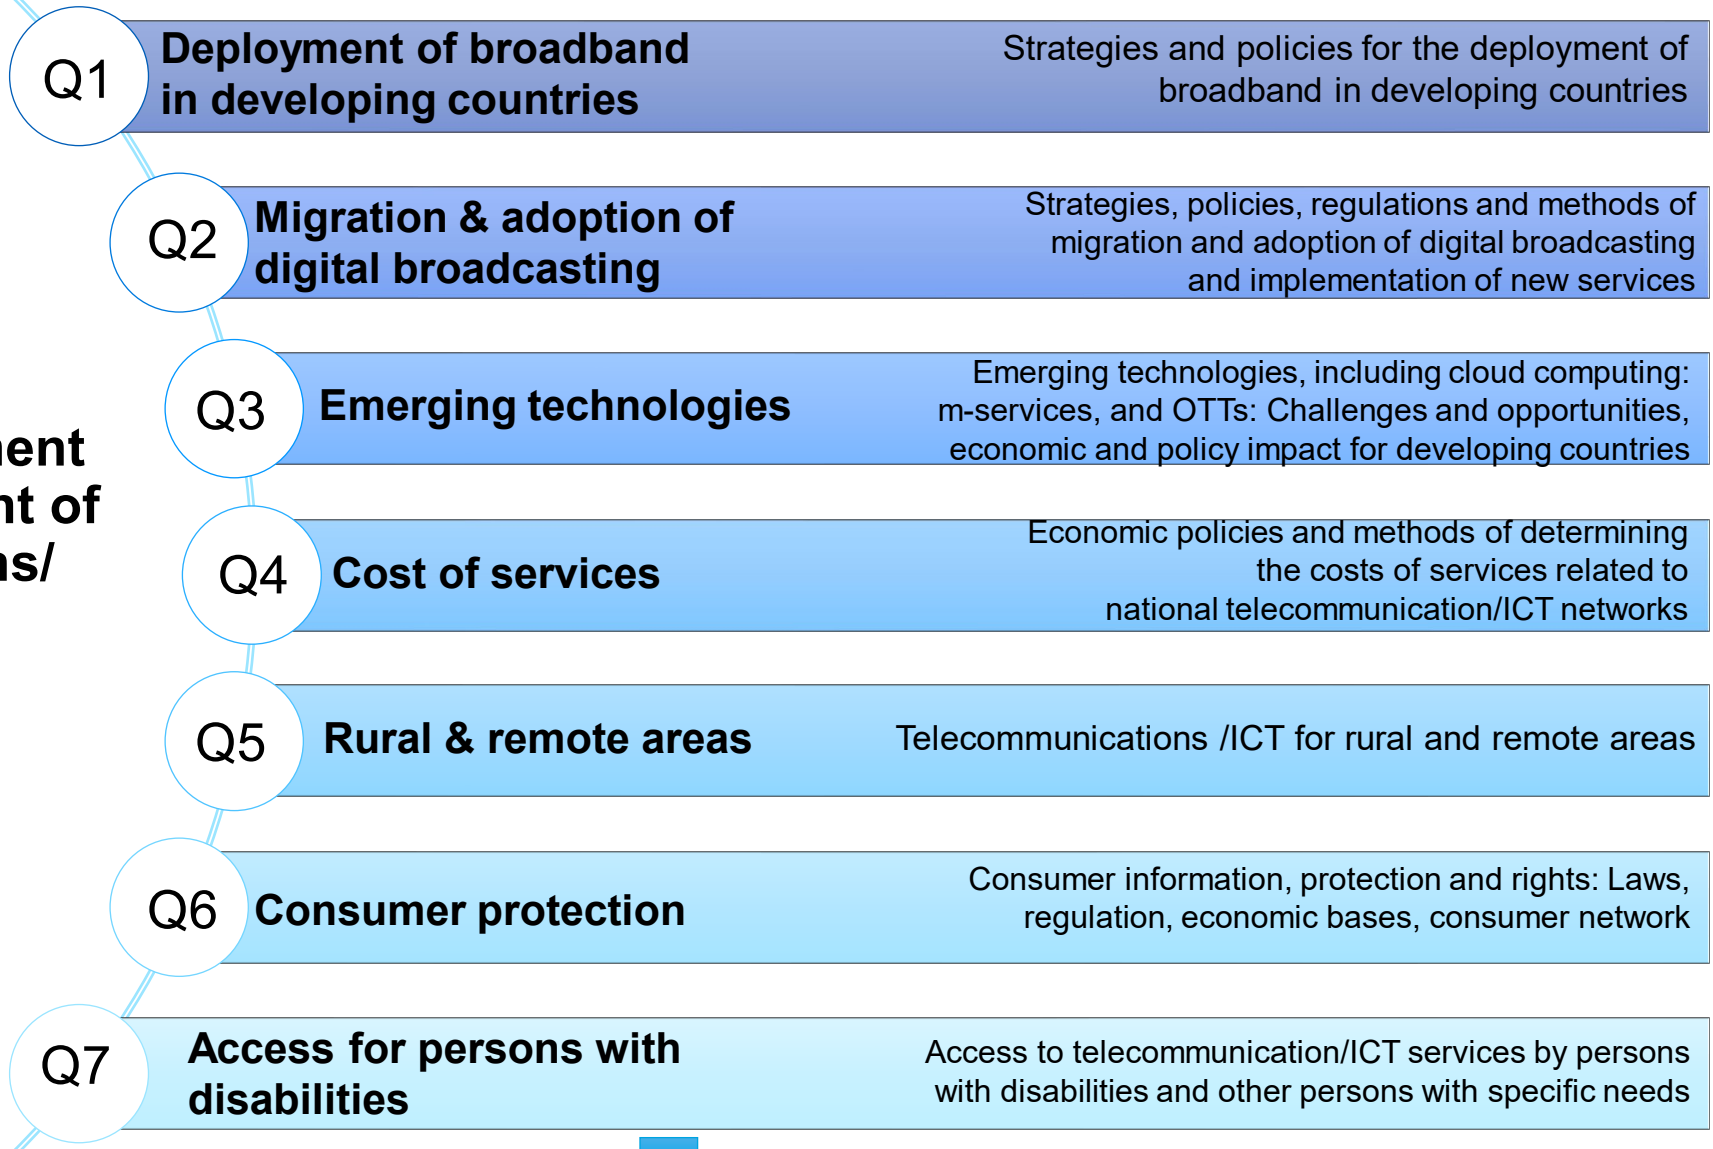 Q1
Deployment of broadband
in developing countries
Strategies and policies for the deployment of
broadband in developing countries
Q2
Migration & adoption of
digital broadcasting
Strategies, policies, regulations and methods of
migration and adoption of digital broadcasting
and implementation of new services
Q3
Emerging technologies
Emerging technologies, including cloud computing:
m-services, and OTTs: Challenges and opportunities,
economic and policy impact for developing countries
ment
nt of
ns/
Q4
Cost of services
Economic policies and methods of determining
the costs of services related to
national telecommunication/ICT networks
Q5
Rural & remote areas
Telecommunications /ICT for rural and remote areas
Q6
Consumer protection
Consumer information, protection and rights: Laws,
regulation, economic bases, consumer network
Q7
Access for persons with
disabilities
Access to telecommunication/ICT services by persons
with disabilities and other persons with specific needs